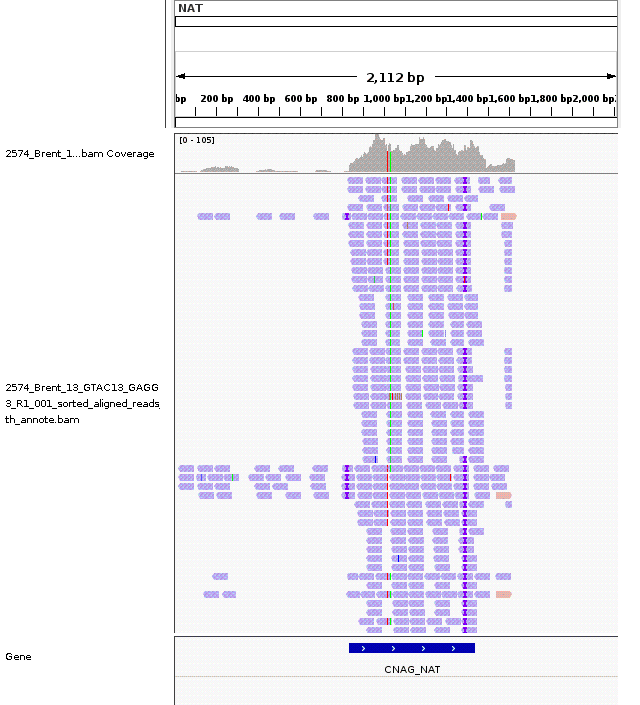 NAT
2,112 bp
bp 200 bp 400 bp 600 bp 800 bp 1,000 bp 1,200 bp 1,400 bp 1,600 bp 1,800 bp 2,000 bp
[0 - 105]
2574_Brent_1...bam Coverage
2574_Brent_13_GTAC13_GAGG
3_R1_001_sorted_aligned_reads_
th_annote.bam
Gene
CNAG_NAT